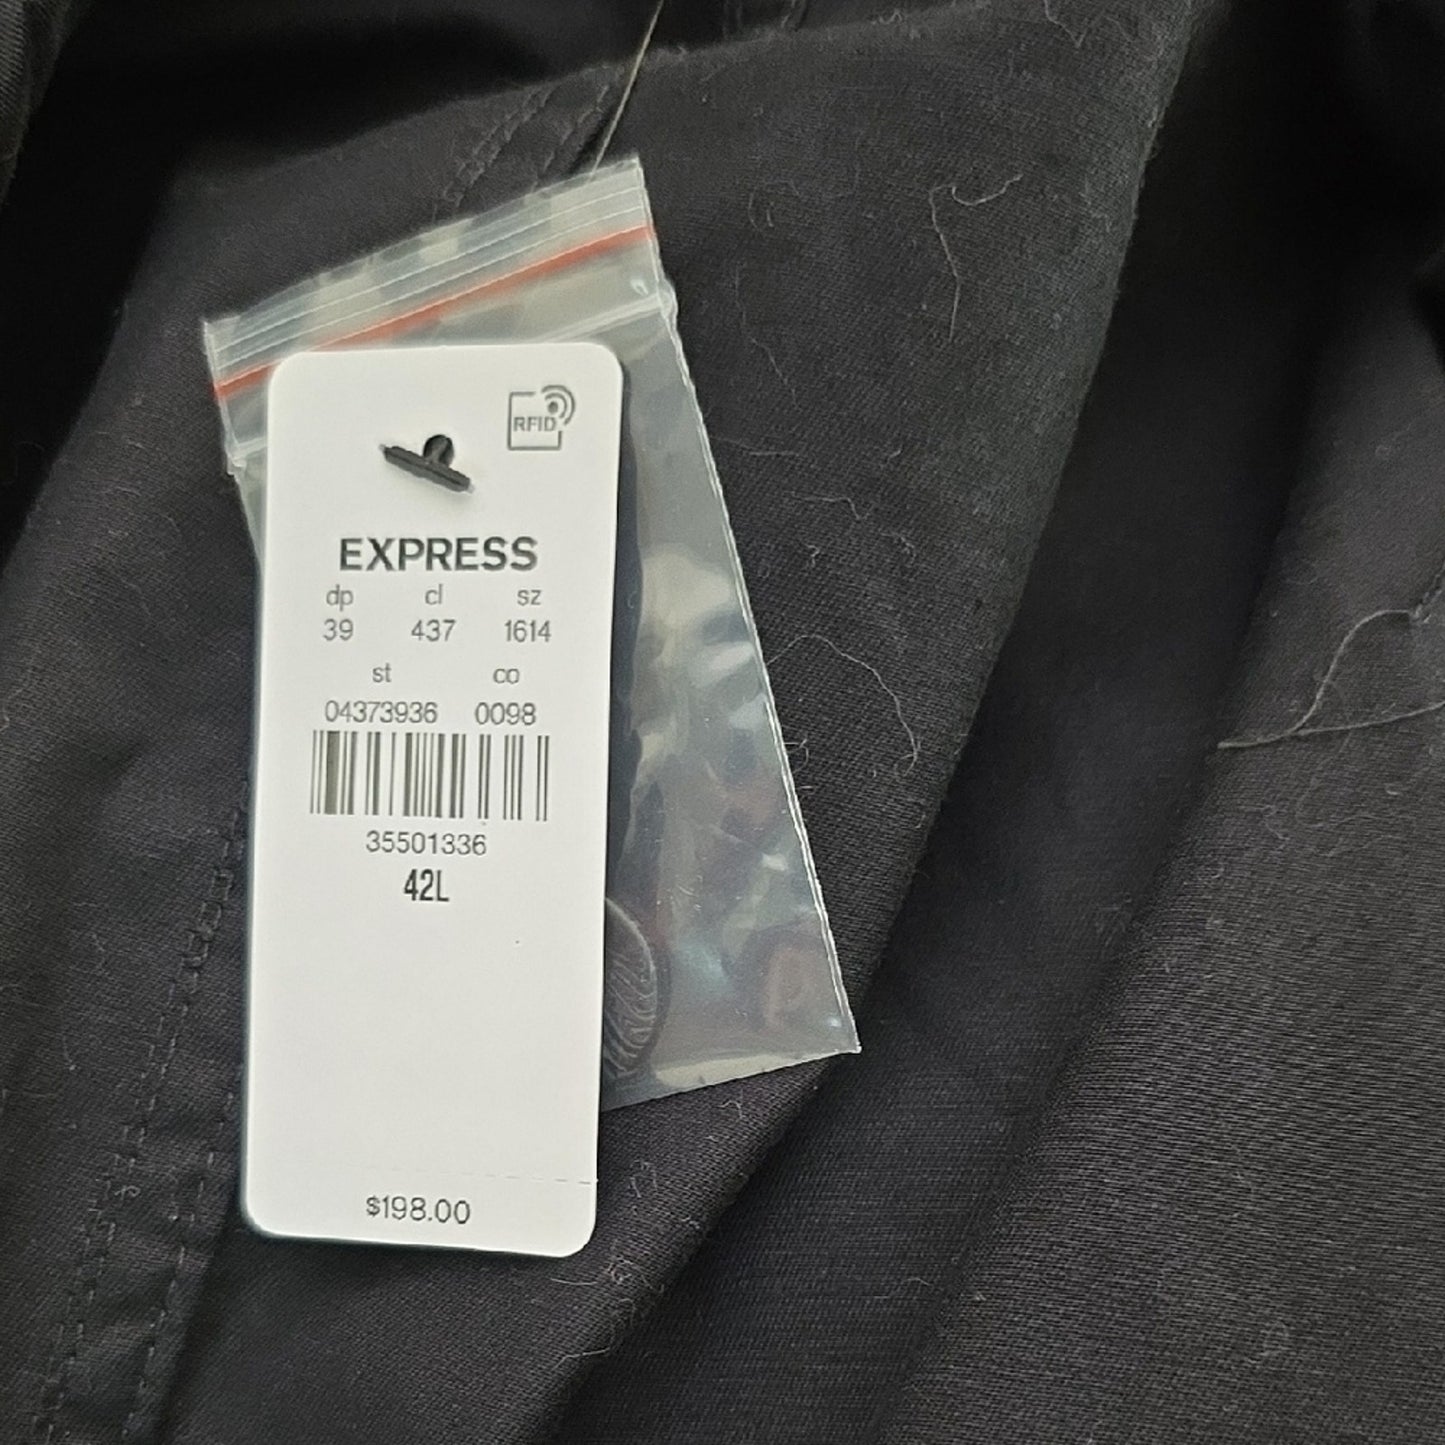 RFID
EXPRESS
dp cl sz
39 437 1614
st co
04373936 0098
35501336
42L
$198.00